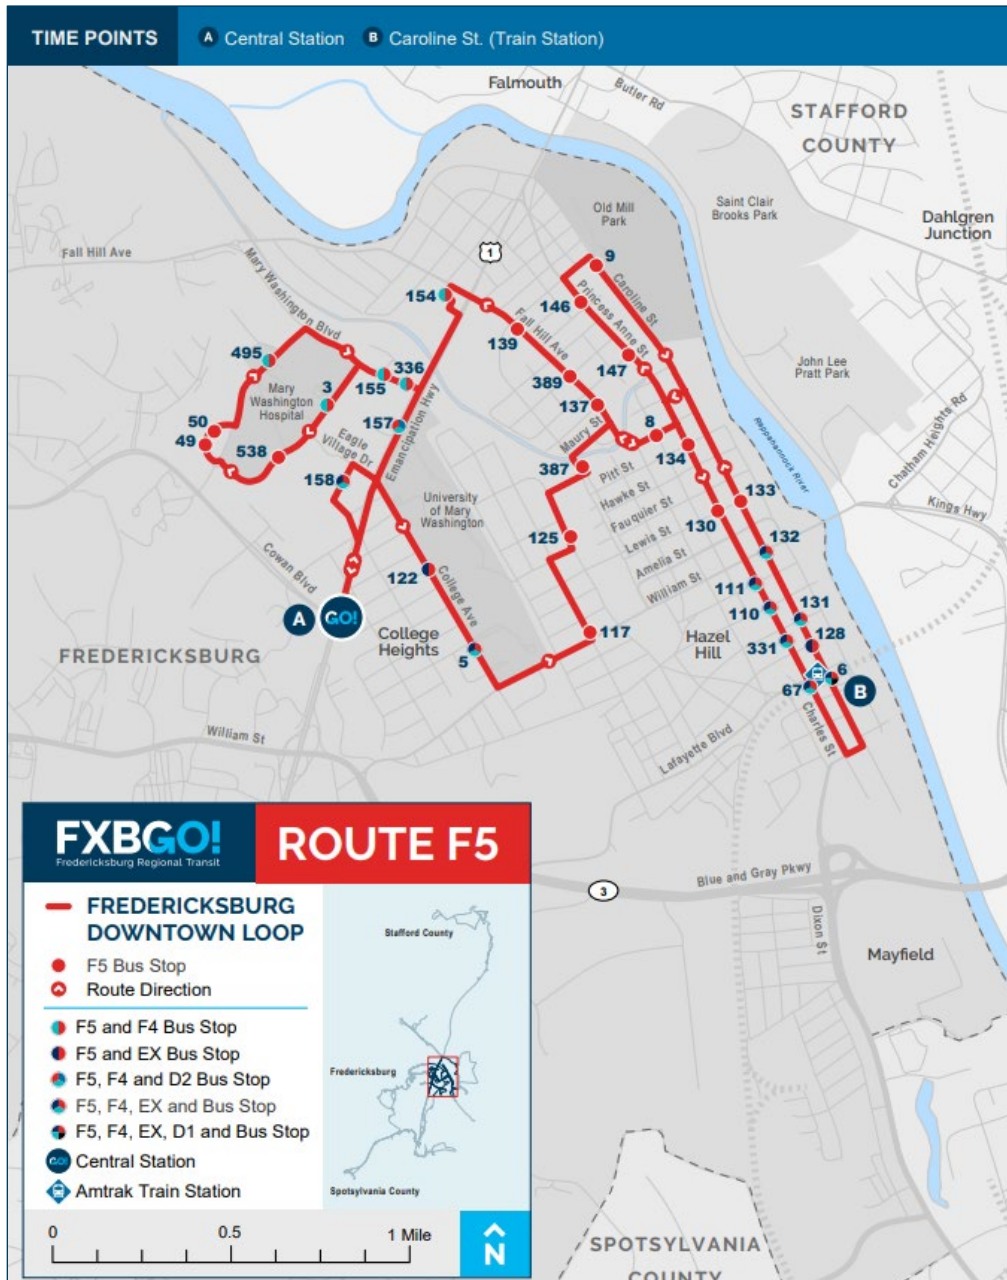 TIME POINTS
A Central Station
B Caroline St. (Train Station)
Falmouth
Butler Rd
STAFFORD
COUNTY
Old Mill
Park
Saint Clair
Brooks Park
Dahlgren
Junction
1
Fall Hill Ave
Mary Washington Blvd
9
Caroline St
154
146
Princess Anne St
Fall Hill Ave
139
147
495
336
155
389
John Lee
Pratt Park
Mary
Washington
Hospital
3
137
157
Emancipation Hwy
Maury St
8
Chatham Heights Rd
50
49
Eagle
Village Dr
538
134
Rappahannock River
158
387
Pitt St
University
of Mary
Washington
Hawke St
133
Kings Hwy
Fauquier St
130
125
Lewis St
132
Cowan Blvd
122
College Ave
Amelia St
111
William St
110
131
A
GO!
College
Heights
117
Hazel
Hill
128
FREDERICKSBURG
5
331
6
67
B
Charles St
William St
Lafayette Blvd
FXBGO!
Fredericksburg Regional Transit
ROUTE F5
Blue and Gray Pkwy
3
Dixon St
Mayfield
FREDERICKSBURG
DOWNTOWN LOOP
F5 Bus Stop
Route Direction
F5 and F4 Bus Stop
F5 and EX Bus Stop
F5, F4 and D2 Bus Stop
F5, F4, EX and Bus Stop
F5, F4, EX, D1 and Bus Stop
GO! Central Station
Amtrak Train Station
Stafford County
Fredericksburg
Spotsylvania County
0 0.5 1 Mile
N
SPOTSYLVANIA
COUNTY